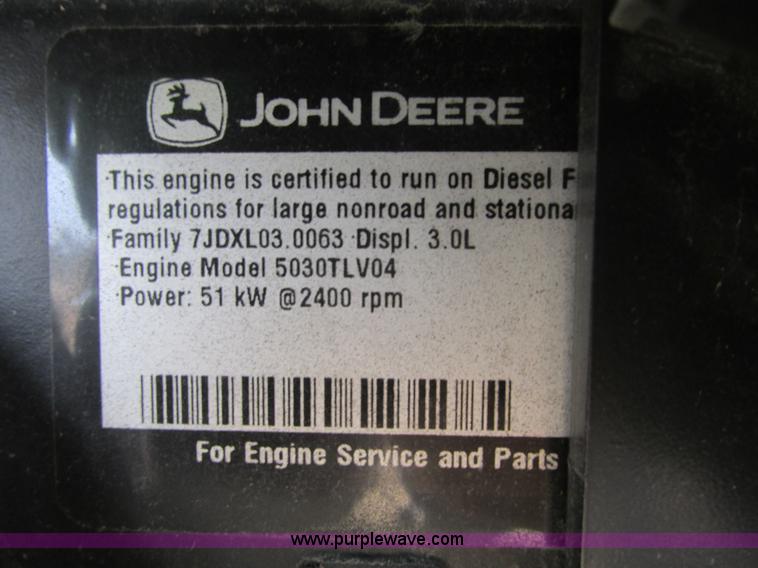 JOHN DEERE
·This engine is certified to run on Diesel F
regulations for large nonroad and stationa
·Family 7JDXL03.0063 ·Displ. 3.0L
·Engine Model 5030TLV04
·Power: 51 kW @2400 rpm
For Engine Service and Parts
www.purplewave.com